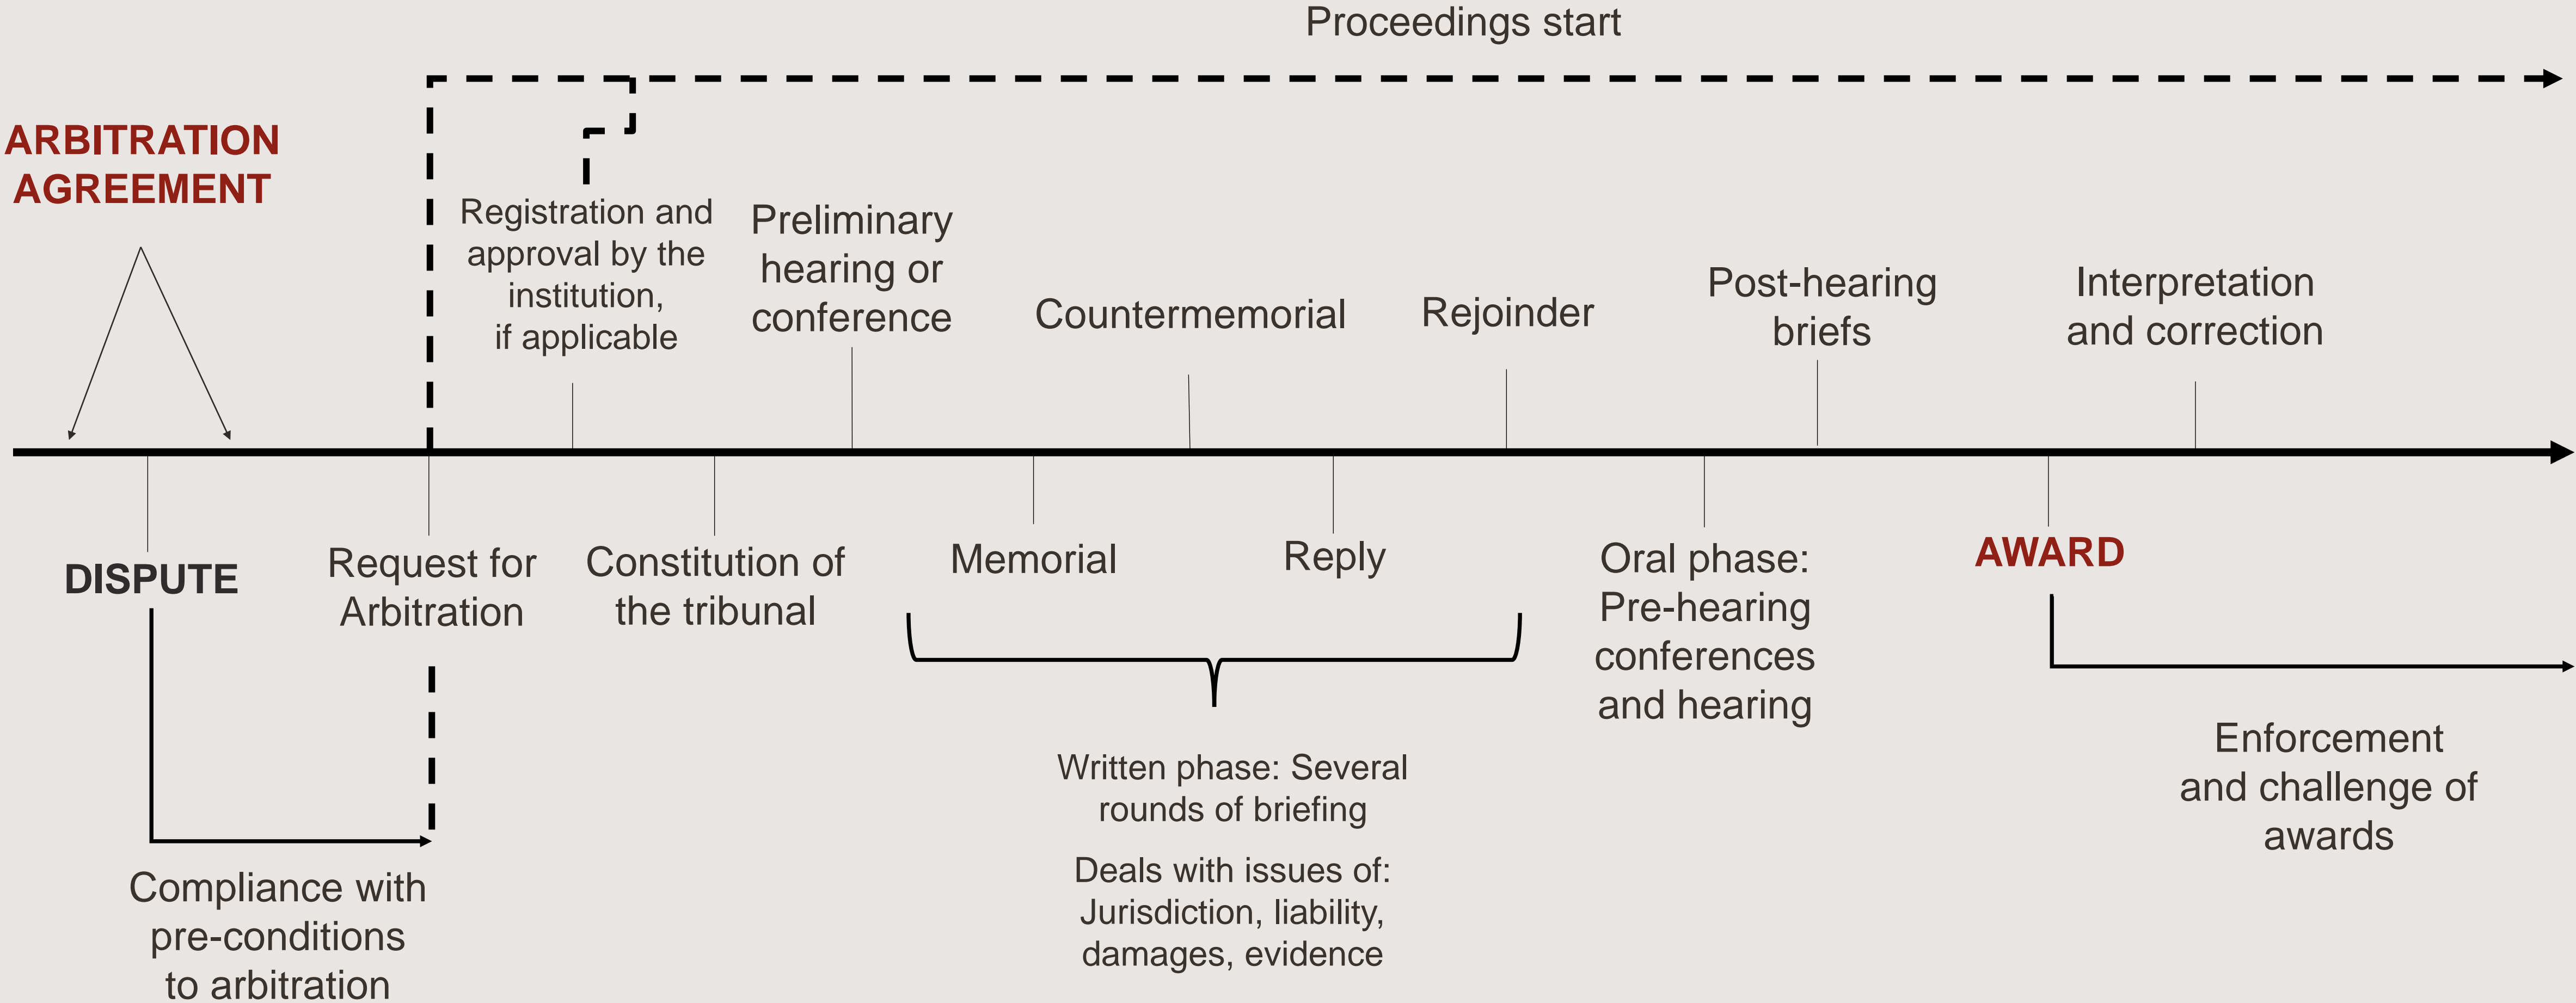 Proceedings start
ARBITRATION
AGREEMENT
Registration and
approval by the
institution,
if applicable
Preliminary
hearing or
conference
Countermemorial
Rejoinder
Post-hearing
briefs
Interpretation
and correction
DISPUTE
Request for
Arbitration
Constitution of
the tribunal
Memorial
Reply
Oral phase:
Pre-hearing
conferences
and hearing
AWARD
Compliance with
pre-conditions
to arbitration
Written phase: Several
rounds of briefing
Deals with issues of:
Jurisdiction, liability,
damages, evidence
Enforcement
and challenge of
awards